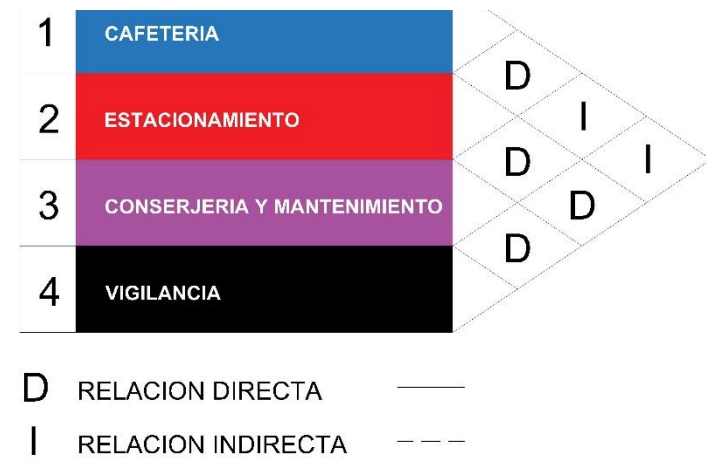 1 CAFETERIA
D
2 ESTACIONAMIENTO
I
D
I
3 CONSERJERIA Y MANTENIMIENTO
D
D
4 VIGILANCIA
D RELACION DIRECTA
I RELACION INDIRECTA